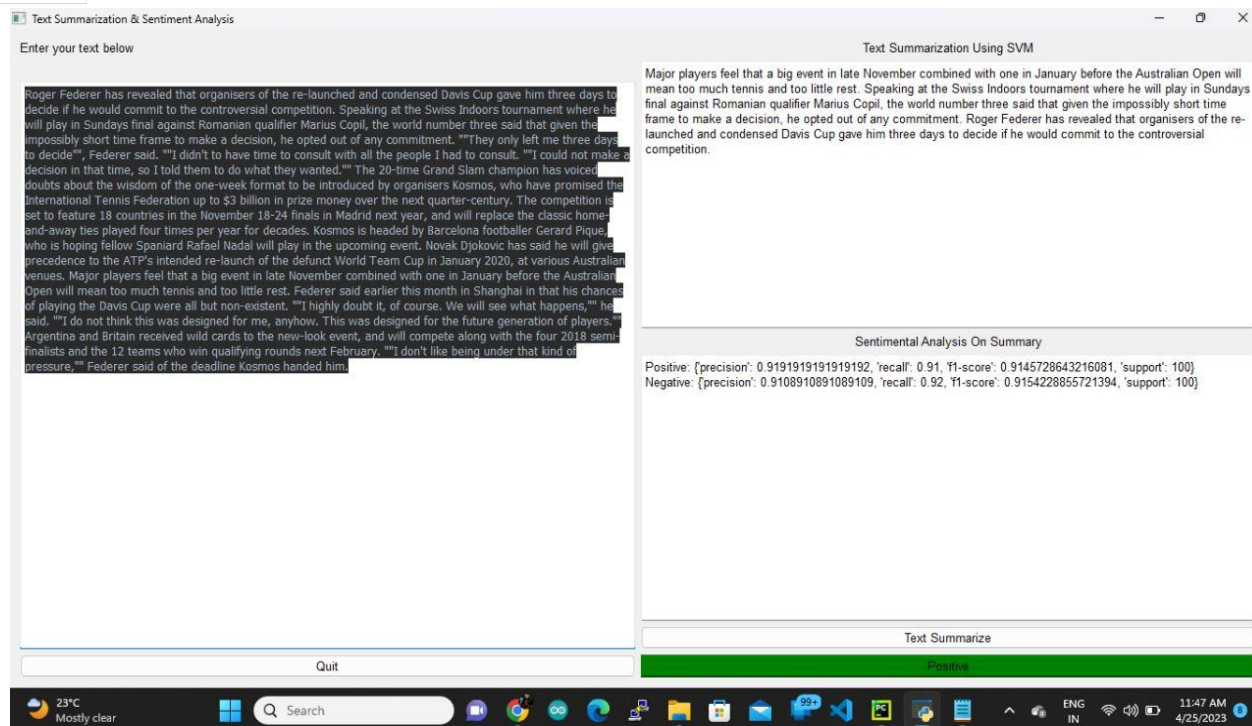 Text Summarization & Sentiment Analysis
Enter your text below
Roger Federer has revealed that organisers of the re-launched and condensed Davis Cup gave him three days to
decide if he would commit to the controversial competition. Speaking at the Swiss Indoors tournament where he
will play in Sundays final against Romanian qualifier Marius Copil, the world number three said that given the
impossibly short time frame to make a decision, he opted out of any commitment. ""They only left me three days
to decide"", Federer said. ""I didn't to have time to consult with all the people I had to consult. ""I could not make a
decision in that time, so I told them to do what they wanted."" The 20-time Grand Slam champion has voiced
doubts about the wisdom of the one-week format to be introduced by organisers Kosmos, who have promised the
International Tennis Federation up to $3 billion in prize money over the next quarter-century. The competition is
set to feature 18 countries in the November 18-24 finals in Madrid next year, and will replace the classic home-
and-away ties played four times per year for decades. Kosmos is headed by Barcelona footballer Gerard Pique,
who is hoping fellow Spaniard Rafael Nadal will play in the upcoming event. Novak Djokovic has said he will give
precedence to the ATP's intended re-launch of the defunct World Team Cup in January 2020, at various Australian
venues. Major players feel that a big event in late November combined with one in January before the Australian
Open will mean too much tennis and too little rest. Federer said earlier this month in Shanghai in that his chances
of playing the Davis Cup were all but non-existent. ""I highly doubt it, of course. We will see what happens,"" he
said. ""I do not think this was designed for me, anyhow. This was designed for the future generation of players.""
Argentina and Britain received wild cards to the new-look event, and will compete along with the four 2018 semi-
finalists and the 12 teams who win qualifying rounds next February. ""I don't like being under that kind of
pressure,"" Federer said of the deadline Kosmos handed him.
Quit
Text Summarization Using SVM
Major players feel that a big event in late November combined with one in January before the Australian Open will
mean too much tennis and too little rest. Speaking at the Swiss Indoors tournament where he will play in Sundays
final against Romanian qualifier Marius Copil, the world number three said that given the impossibly short time
frame to make a decision, he opted out of any commitment. Roger Federer has revealed that organisers of the re-
launched and condensed Davis Cup gave him three days to decide if he would commit to the controversial
competition.
Sentimental Analysis On Summary
Positive: {'precision': 0.9191919191919192, 'recall': 0.91, 'f1-score': 0.9145728643216081, 'support': 100}
Negative: {'precision': 0.9108910891089109, 'recall': 0.92, 'f1-score': 0.9154228855721394, 'support': 100}
Text Summarize
Positive
23°C
Mostly clear
Search
99+
PC
ENG
IN
11:47 AM
4/25/2023
8